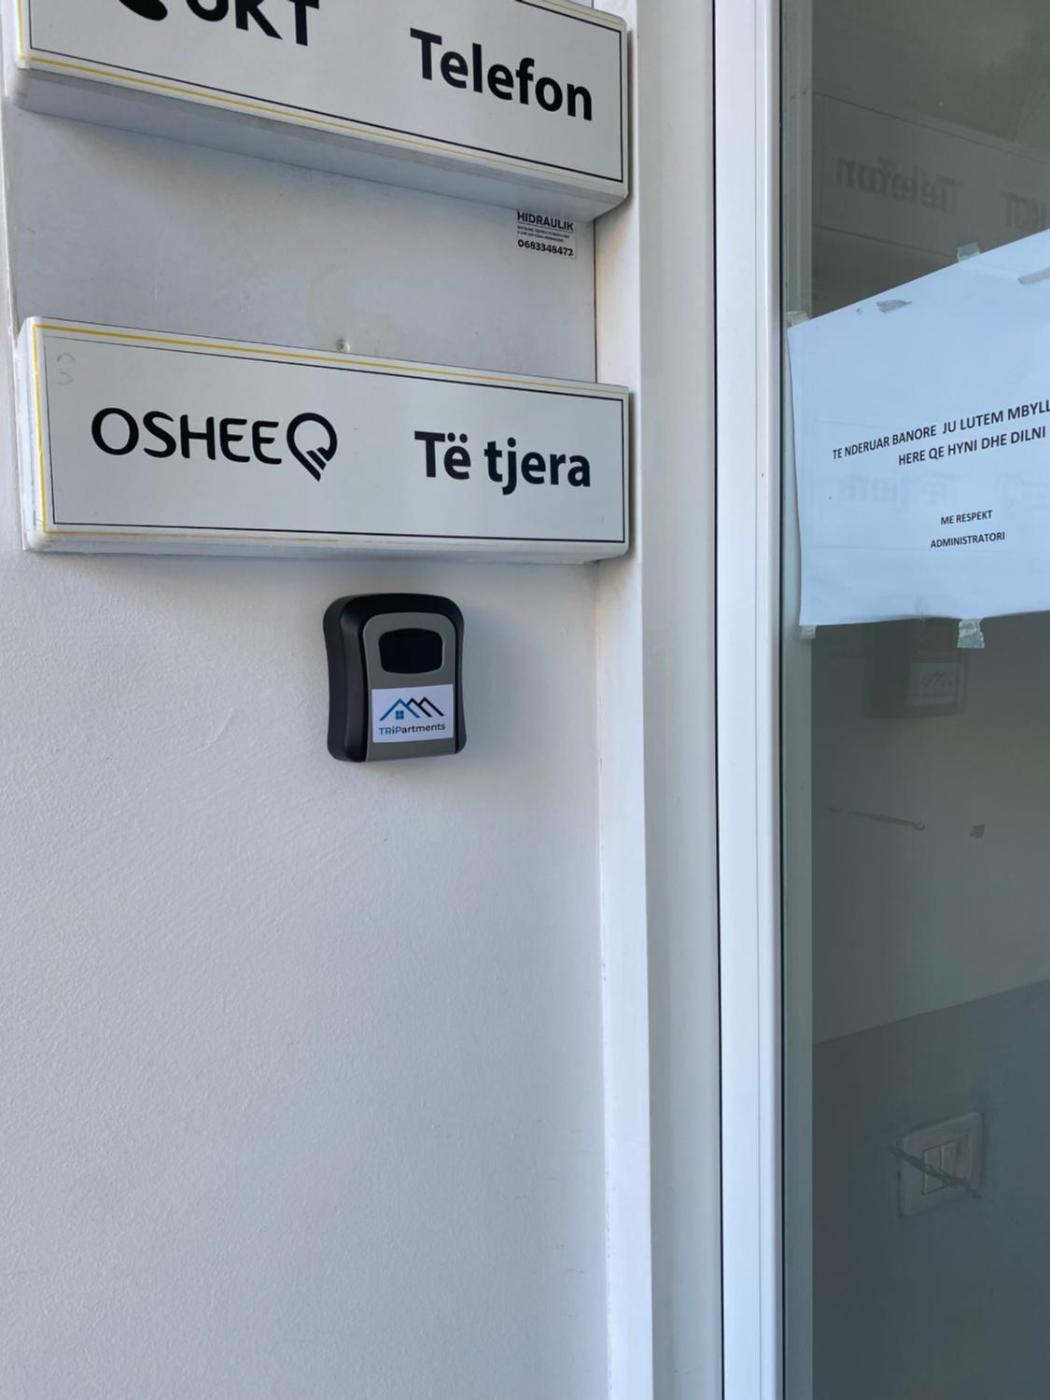 UKT Telefon
HIDRAULIK
0683348472
OSHEE Të tjera
TE NDERUAR BANORE JU LUTEM MBYLL
HERE QE HYNI DHE DILNI
ME RESPEKT
ADMINISTRATORI
TRiPartments